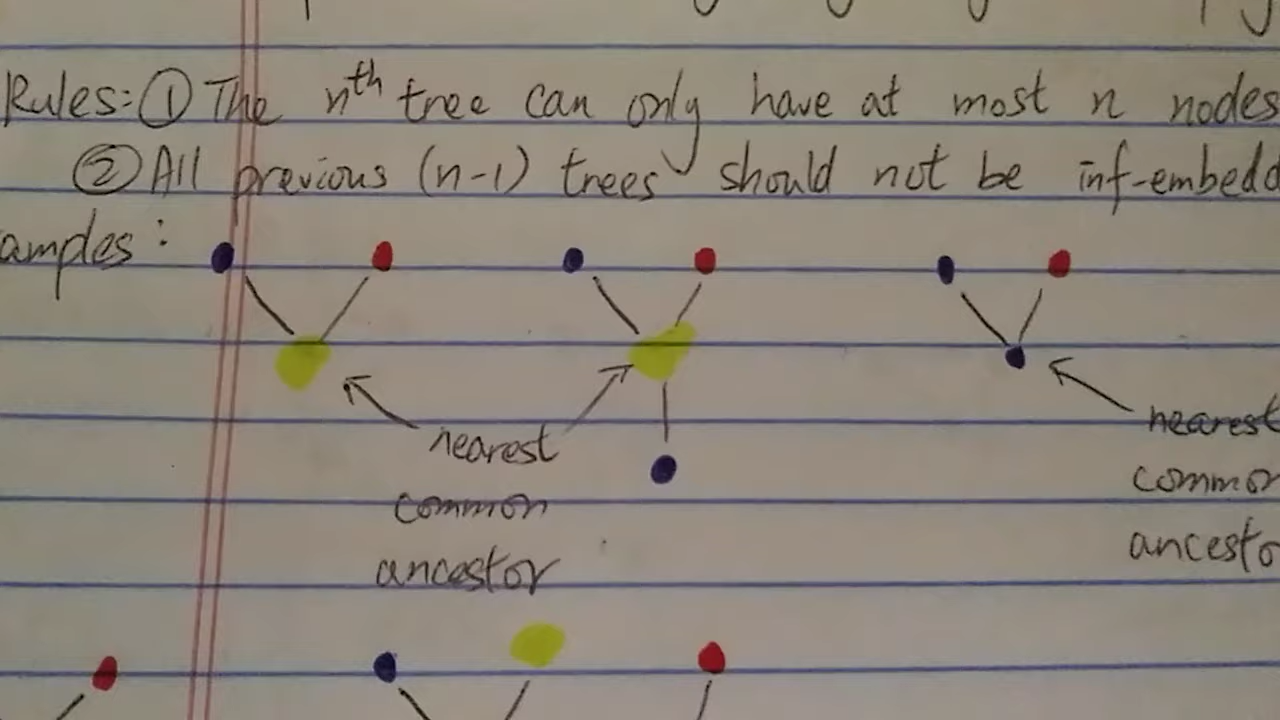 Rules: ① The nth tree can only have at most n nodes
② All previous (n-1) trees should not be inf-embedd
amples:
nearest
common
ancestor
nearest
common
ancesto